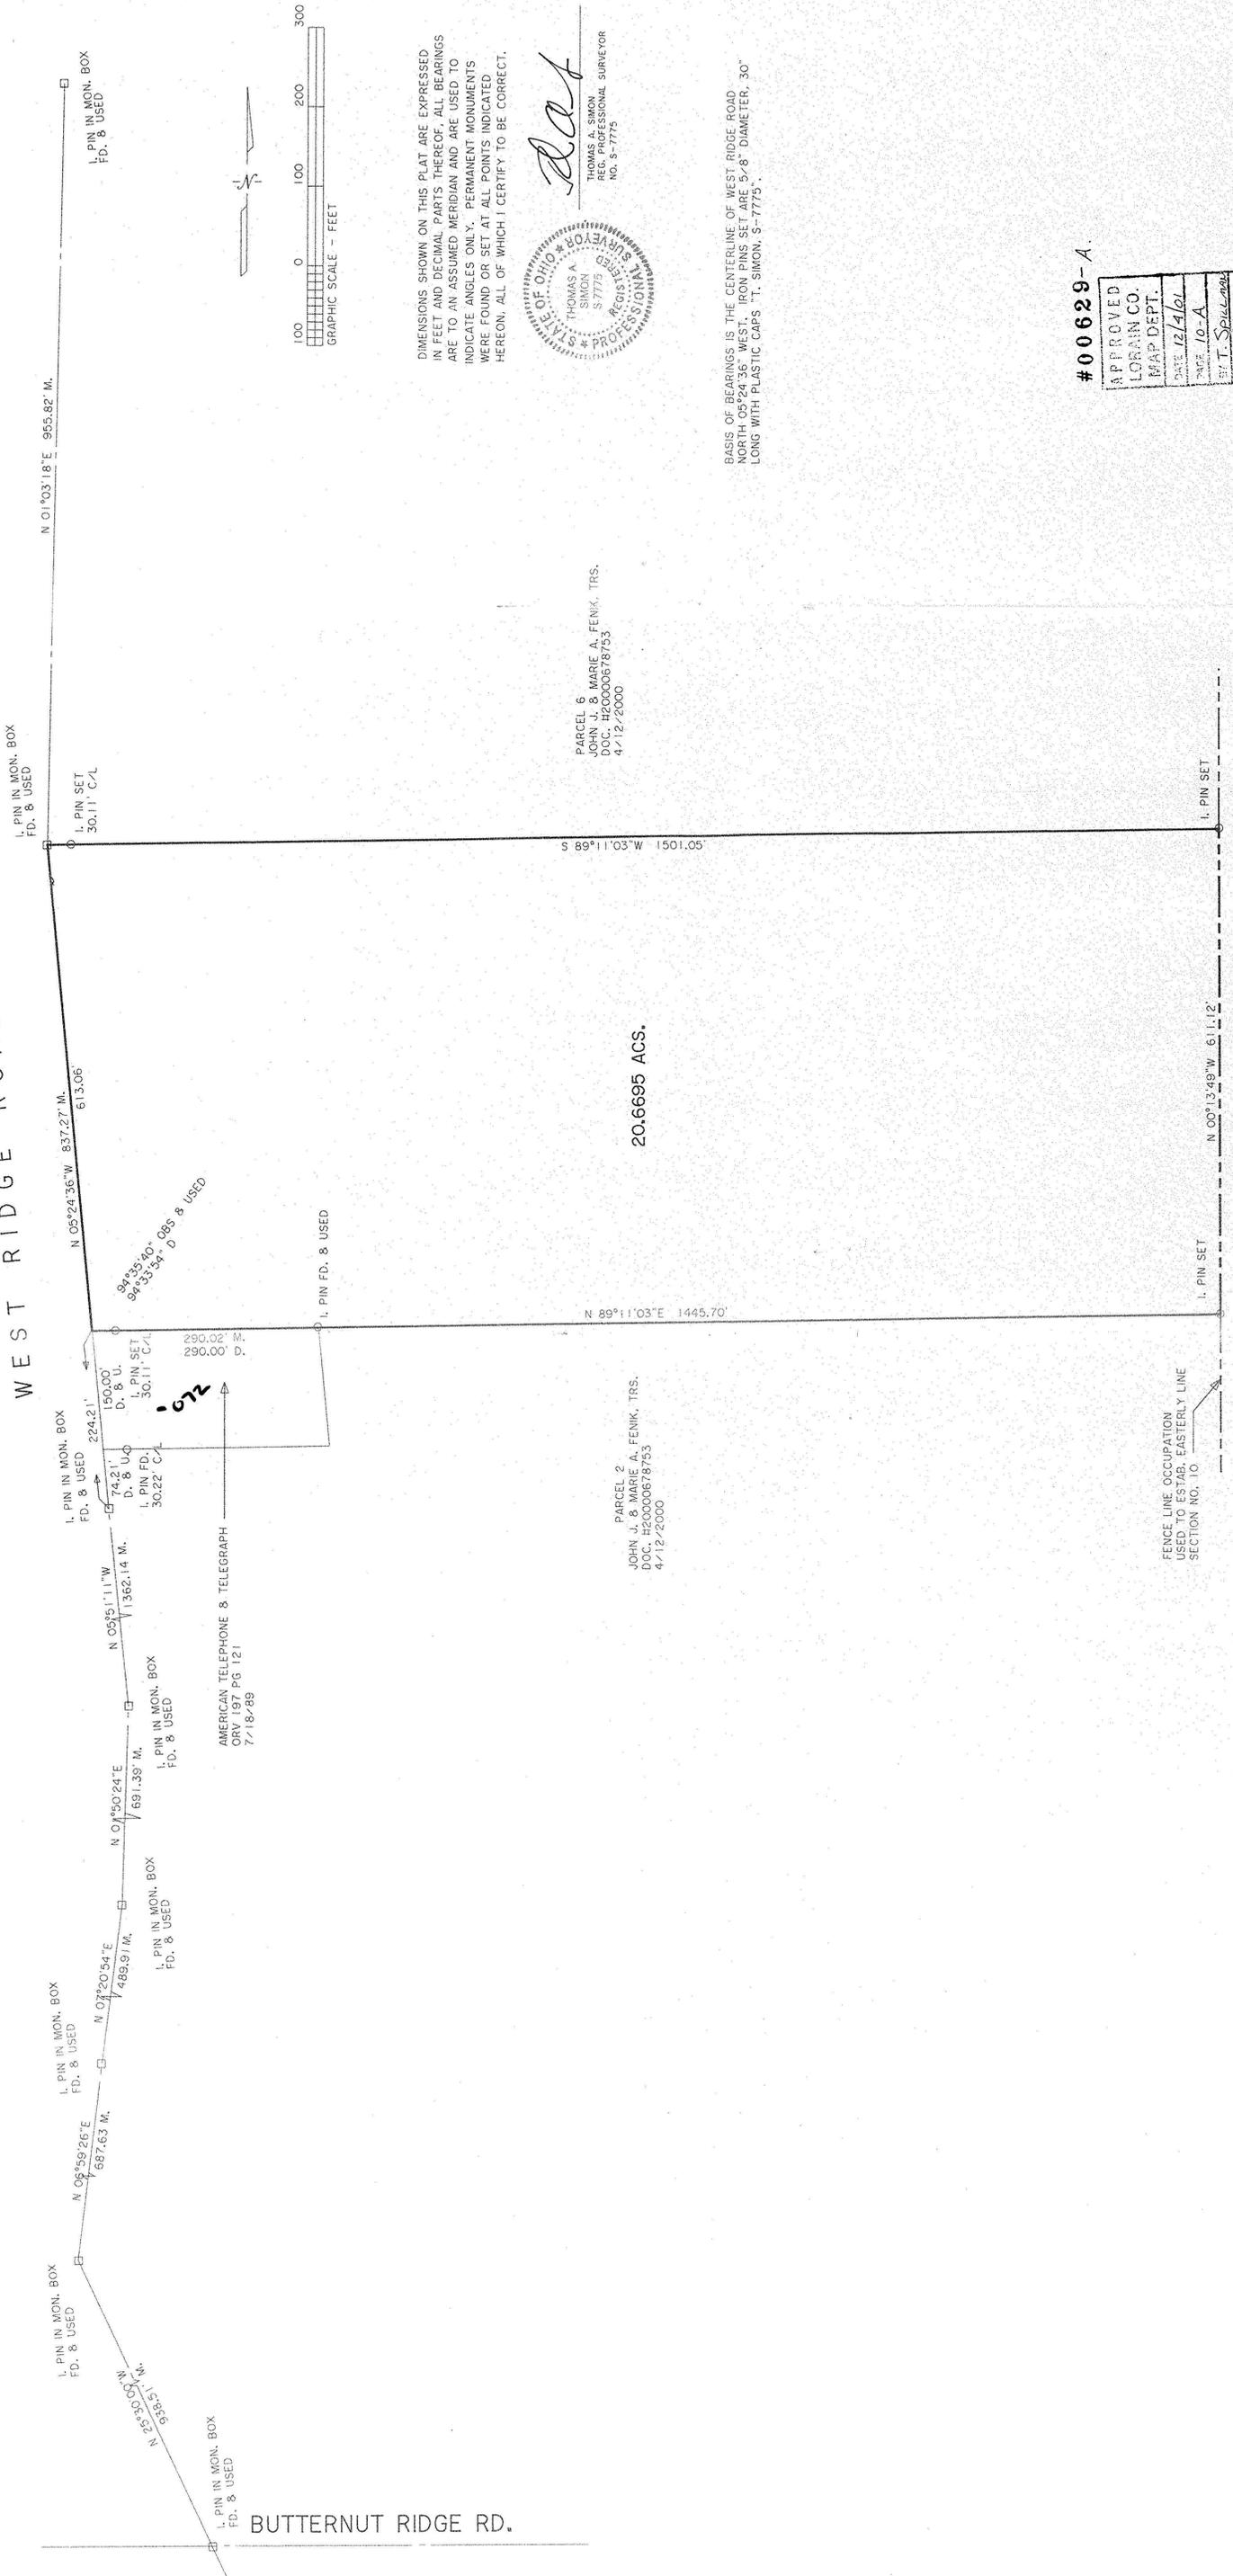 WEST RIDGE
I. PIN IN MON. BOX
FD. & USED
N 01°03'18"E 955.82' M.
I. PIN IN MON. BOX
FD. & USED
I. PIN SET
30.11' C/L
N 05°24'36"W 837.27' M.
613.06'
94°35'40" OBS & USED
94°33'54" D
I. PIN IN MON. BOX
FD. & USED
224.21'
150.00'
D. & U.
I. PIN SET
30.11' C/L
74.21'
D. & U.
I. PIN FD.
30.22' C/L
290.02' M.
290.00' D.
I. PIN FD. & USED
AMERICAN TELEPHONE & TELEGRAPH
ORV 197 PG 121
7/18/89
N 05°51'11"W
1362.14 M.
I. PIN IN MON. BOX
FD. & USED
691.39' M.
I. PIN IN MON. BOX
FD. & USED
489.91 M.
I. PIN IN MON. BOX
FD. & USED
N 06°59'26"E
687.63 M.
I. PIN IN MON. BOX
FD. & USED
N 25°30'00"W
938.51' M.
I. PIN IN MON. BOX
FD. & USED
BUTTERNUT RIDGE RD.
N
100 0 100 200 300
GRAPHIC SCALE - FEET
DIMENSIONS SHOWN ON THIS PLAT ARE EXPRESSED
IN FEET AND DECIMAL PARTS THEREOF, ALL BEARINGS
ARE TO AN ASSUMED MERIDIAN AND ARE USED TO
INDICATE ANGLES ONLY. PERMANENT MONUMENTS
WERE FOUND OR SET AT ALL POINTS INDICATED
HEREON, ALL OF WHICH I CERTIFY TO BE CORRECT.
STATE OF OHIO
THOMAS A.
SIMON
S-7775
REGISTERED
PROFESSIONAL SURVEYOR
THOMAS A. SIMON
REG. PROFESSIONAL SURVEYOR
NO. S-7775
BASIS OF BEARINGS IS THE CENTERLINE OF WEST RIDGE ROAD
NORTH 05°24'36" WEST. IRON PINS SET ARE 5/8" DIAMETER, 30"
LONG WITH PLASTIC CAPS "T. SIMON, S-7775".
PARCEL 6
JOHN J. & MARIE A. FENIK, TRS.
DOC. #20000678753
4/12/2000
S 89°11'03"W 1501.05'
20.6695 ACS.
N 89°11'03"E 1445.70'
PARCEL 2
JOHN J. & MARIE A. FENIK, TRS.
DOC. #20000678753
4/12/2000
I. PIN SET
N 00°13'49"W 611.12'
I. PIN SET
FENCE LINE OCCUPATION
USED TO ESTAB. EASTERLY LINE
SECTION NO. 10
#00629-A.
APPROVED
LORAIN CO.
MAP DEPT.
DATE 12/4/01
PAGE 10-A
BY T. Spillman